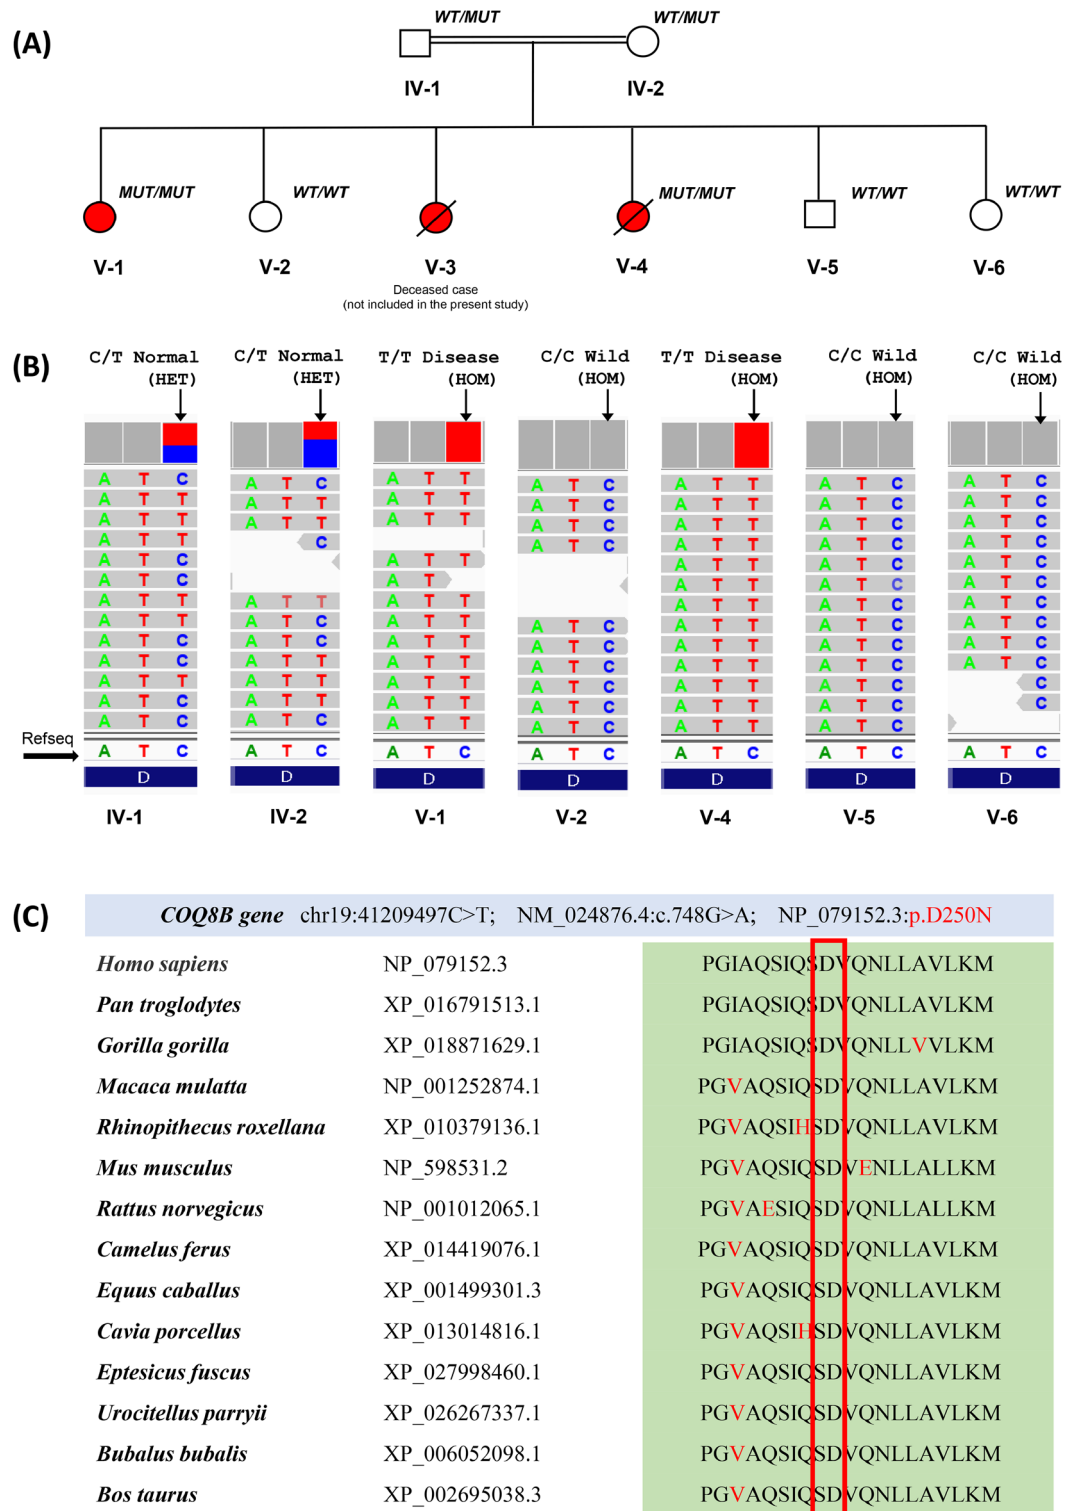 (A)
WT/MUT WT/MUT
IV-1 IV-2
MUT/MUT WT/WT MUT/MUT WT/WT WT/WT
V-1 V-2 V-3 V-4 V-5 V-6
Deceased case
(not included in the present study)
(B)
C/T Normal C/T Normal T/T Disease C/C Wild T/T Disease C/C Wild C/C Wild
(HET) (HET) (HOM) (HOM) (HOM) (HOM) (HOM)
A T C A T C A T T A T C A T T A T C A T C
A T T A T T A T T A T C A T T A T C A T C
A T T A T T A T T A T C A T T A T C A T C
A T T C A T C A T T A T C A T C
A T C A T T A T T A T C A T C
A T C A T A T T A T C A T C
A T T A T T A T T A T T A T C A T C
A T T A T C A T T A T C A T T A T C A T C
A T C A T C A T T A T C A T T A T C A T C
A T C A T T A T T A T C A T T A T C A T C
A T T A T T A T T A T C A T T A T C C
A T C A T T A T T A T C A T T A T C C
A T C A T C A T T A T C A T T A T C
Refseq
A T C A T C A T C A T C A T C A T C A T C
D D D D D D D
IV-1 IV-2 V-1 V-2 V-4 V-5 V-6
(C)
COQ8B gene chr19:41209497C>T; NM_024876.4:c.748G>A; NP_079152.3:p.D250N
Homo sapiens NP_079152.3 PGIAQSIQSDVQNLLAVLKM
Pan troglodytes XP_016791513.1 PGIAQSIQSDVQNLLAVLKM
Gorilla gorilla XP_018871629.1 PGIAQSIQSDVQNLLVVLKM
Macaca mulatta NP_001252874.1 PGVAQSIQSDVQNLLAVLKM
Rhinopithecus roxellana XP_010379136.1 PGVAQSIHSDVQNLLAVLKM
Mus musculus NP_598531.2 PGVAQSIQSDVENLLALLKM
Rattus norvegicus NP_001012065.1 PGVAESIQSDVQNLLALLKM
Camelus ferus XP_014419076.1 PGVAQSIQSDVQNLLAVLKM
Equus caballus XP_001499301.3 PGVAQSIQSDVQNLLAVLKM
Cavia porcellus XP_013014816.1 PGVAQSIHSDVQNLLAVLKM
Eptesicus fuscus XP_027998460.1 PGVAQSIQSDVQNLLAVLKM
Urocitellus parryii XP_026267337.1 PGVAQSIQSDVQNLLAVLKM
Bubalus bubalis XP_006052098.1 PGVAQSIQSDVQNLLAVLKM
Bos taurus XP_002695038.3 PGVAQSIQSDVQNLLAVLKM